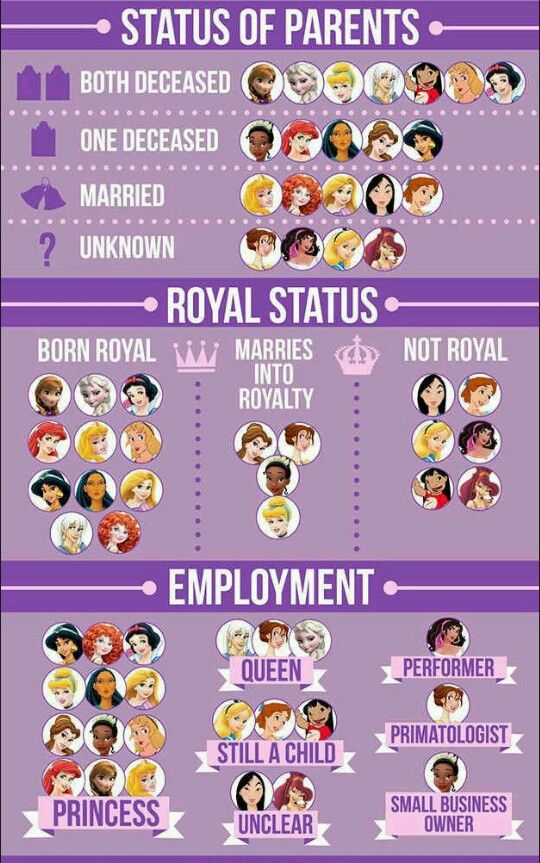 STATUS OF PARENTS
BOTH DECEASED
ONE DECEASED
MARRIED
? UNKNOWN
ROYAL STATUS
BORN ROYAL
MARRIES
INTO
ROYALTY
NOT ROYAL
EMPLOYMENT
PRINCESS
QUEEN
STILL A CHILD
UNCLEAR
PERFORMER
PRIMATOLOGIST
SMALL BUSINESS
OWNER